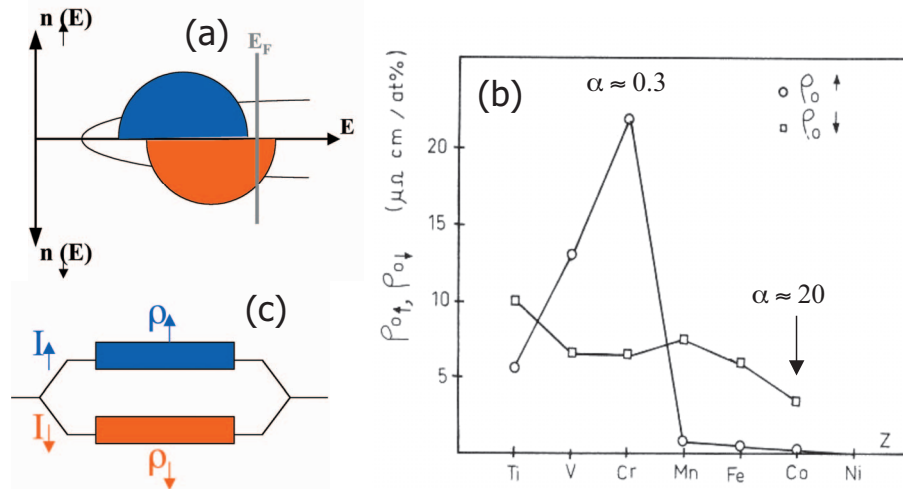 n (E)
↑
(a)
E_F
E
n (E)
↓
(b)
α ≈ 0.3
ρ₀ ↑
ρ₀ ↓
ρ₀↑, ρ₀↓ (μΩ cm / at%)
20
15
10
5
α ≈ 20
Z
Ti V Cr Mn Fe Co Ni
(c)
ρ↑
I↑
I↓
ρ↓